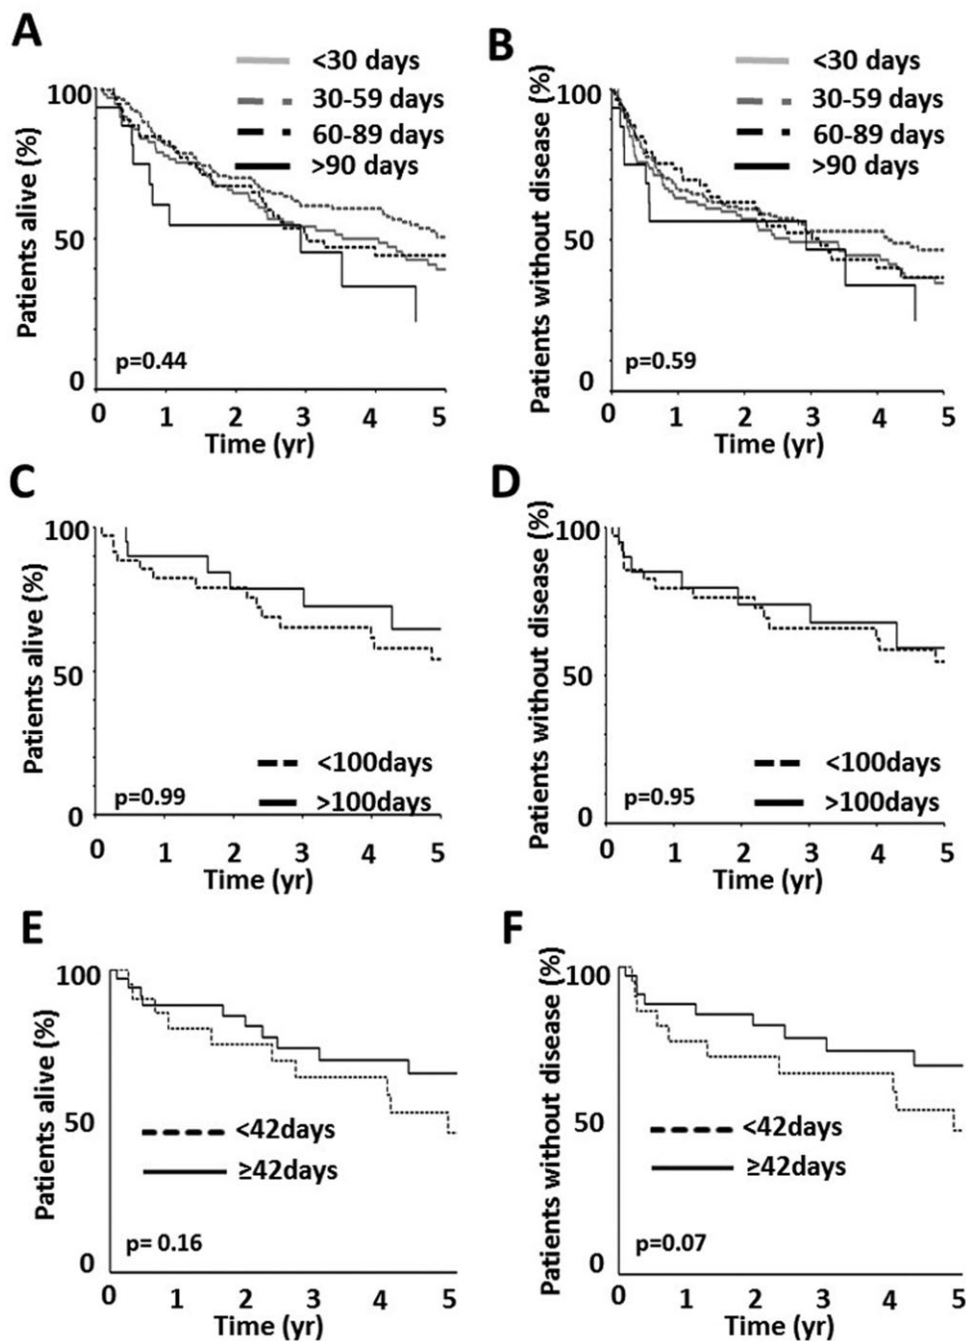 A
<30 days
30-59 days
60-89 days
>90 days
Patients alive (%)
100
50
0
p=0.44
0 1 2 3 4 5
Time (yr)
B
<30 days
30-59 days
60-89 days
>90 days
Patients without disease (%)
100
50
0
p=0.59
0 1 2 3 4 5
Time (yr)
C
Patients alive (%)
100
50
0
<100days
>100days
p=0.99
0 1 2 3 4 5
Time (yr)
D
Patients without disease (%)
100
50
0
<100days
>100days
p=0.95
0 1 2 3 4 5
Time (yr)
E
Patients alive (%)
100
50
0
<42days
≥42days
p= 0.16
0 1 2 3 4 5
Time (yr)
F
Patients without disease (%)
100
50
0
<42days
≥42days
p=0.07
0 1 2 3 4 5
Time (yr)